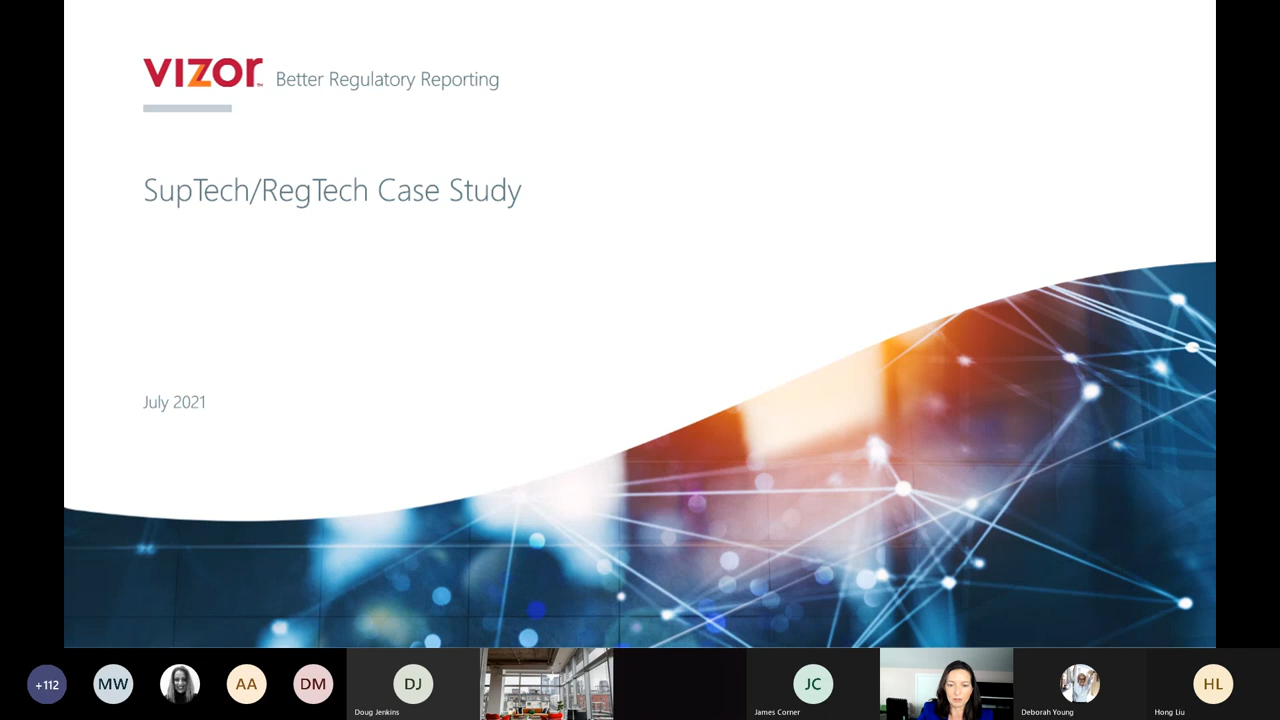 vizor™ Better Regulatory Reporting
SupTech/RegTech Case Study
July 2021
+112
MW
AA
DM
DJ
Doug Jenkins
JC
James Corner
Deborah Young
HL
Hong Liu